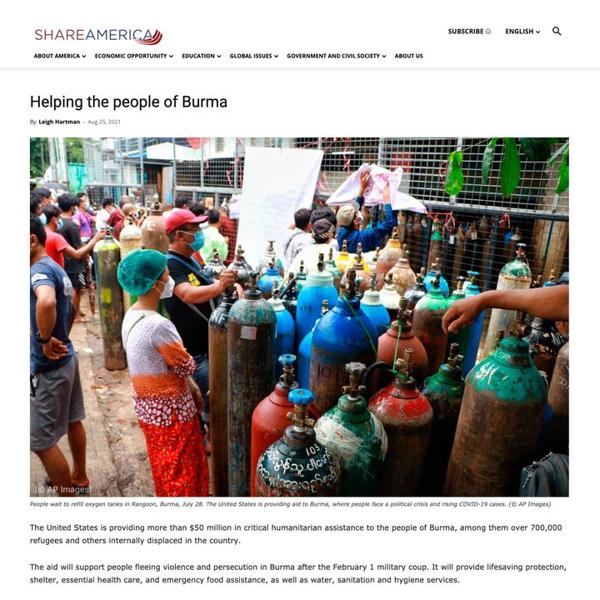 SHAREAMERICA
SUBSCRIBE
ENGLISH
ABOUT AMERICA ECONOMIC OPPORTUNITY EDUCATION GLOBAL ISSUES GOVERNMENT AND CIVIL SOCIETY ABOUT US
Helping the people of Burma
By Leigh Hartman - Aug 25, 2021
103
(© AP Images)
People wait to refill oxygen tanks in Rangoon, Burma, July 28. The United States is providing aid to Burma, where people face a political crisis and rising COVID-19 cases. (© AP Images)
The United States is providing more than $50 million in critical humanitarian assistance to the people of Burma, among them over 700,000
refugees and others internally displaced in the country.
The aid will support people fleeing violence and persecution in Burma after the February 1 military coup. It will provide lifesaving protection,
shelter, essential health care, and emergency food assistance, as well as water, sanitation and hygiene services.